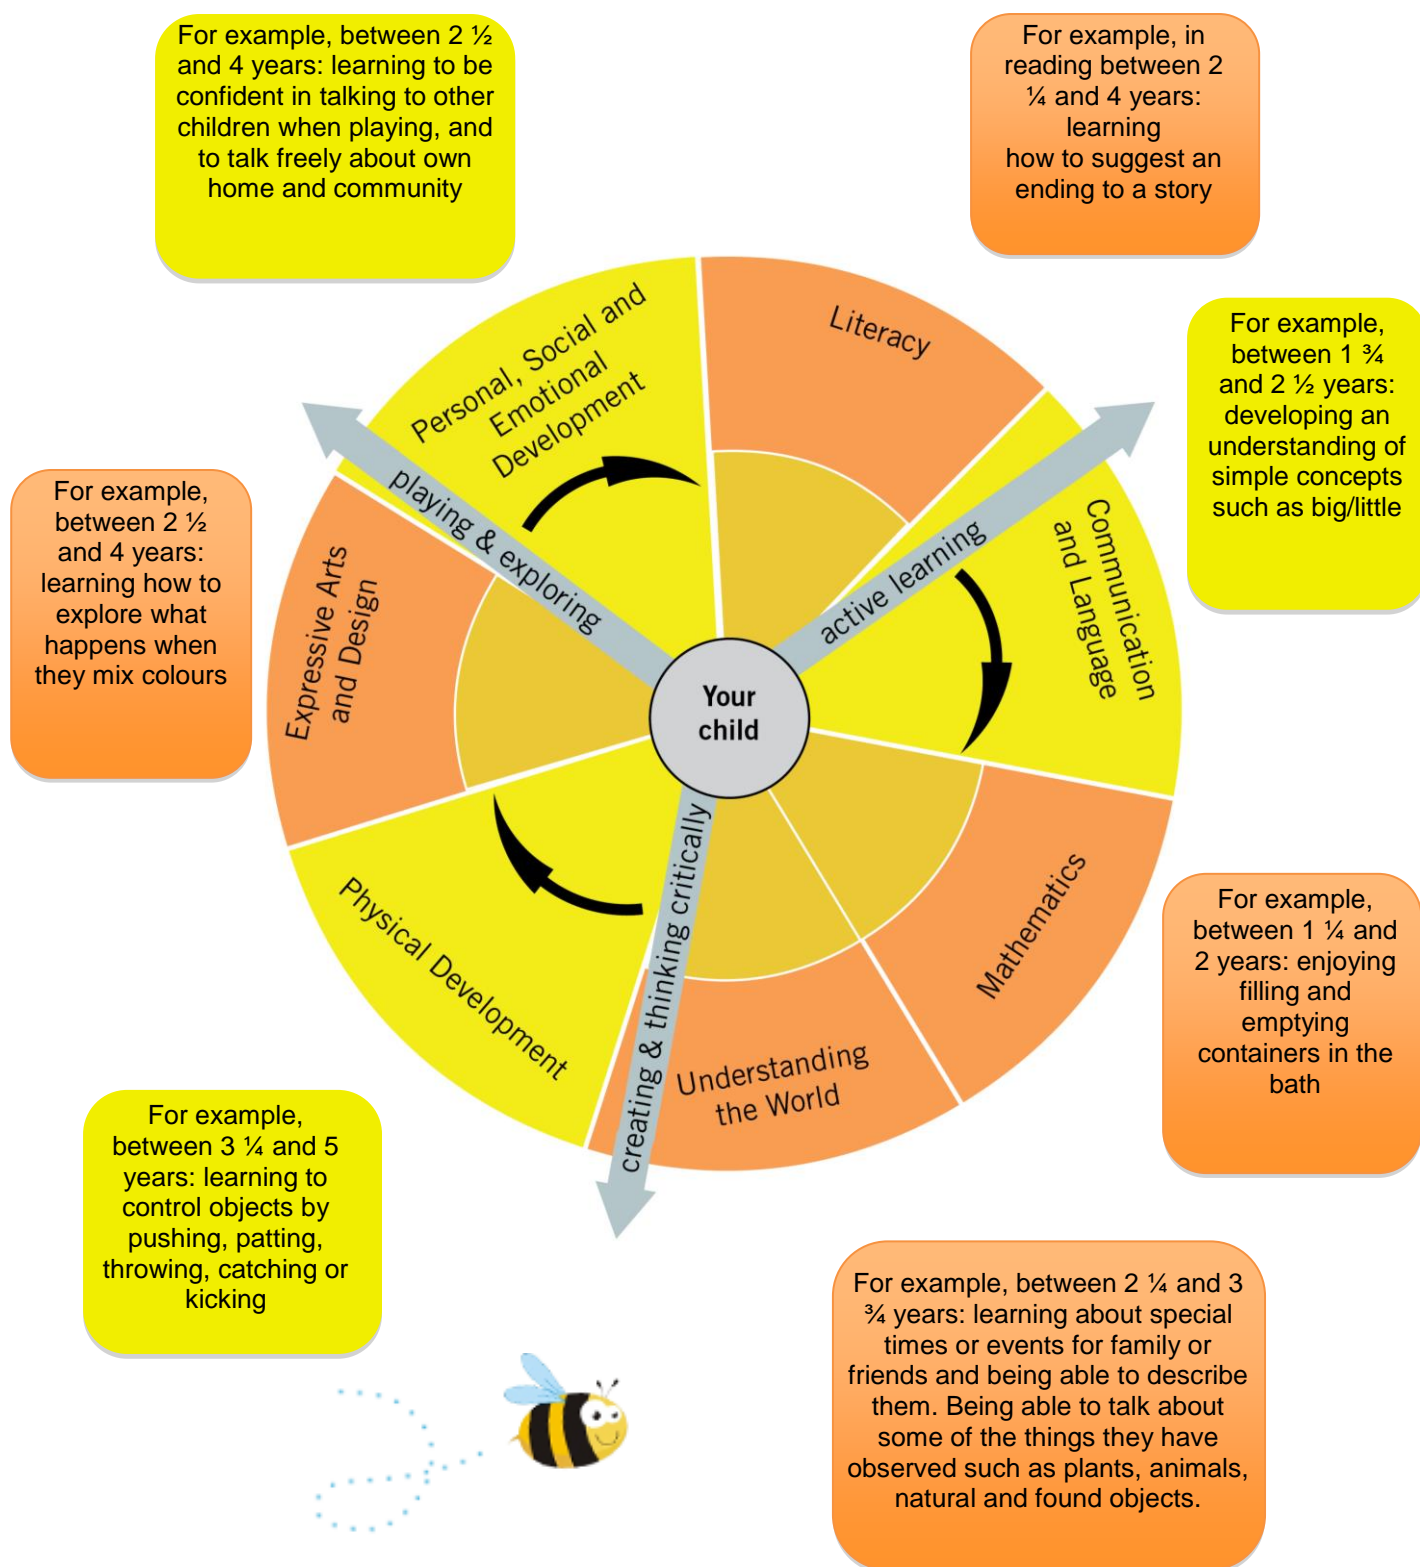 For example, between 2 ½
and 4 years: learning to be
confident in talking to other
children when playing, and
to talk freely about own
home and community
For example, in
reading between 2
¼ and 4 years:
learning
how to suggest an
ending to a story
For example,
between 1 ¾
and 2 ½ years:
developing an
understanding of
simple concepts
such as big/little
For example,
between 2 ½
and 4 years:
learning how to
explore what
happens when
they mix colours
Personal, Social and
Emotional
Development
Literacy
Communication
and Language
playing & exploring
active learning
Expressive Arts
and Design
Your
child
creating & thinking critically
Physical Development
Mathematics
Understanding
the World
For example,
between 1 ¼ and
2 years: enjoying
filling and
emptying
containers in the
bath
For example,
between 3 ¼ and 5
years: learning to
control objects by
pushing, patting,
throwing, catching or
kicking
For example, between 2 ¼ and 3
¾ years: learning about special
times or events for family or
friends and being able to describe
them. Being able to talk about
some of the things they have
observed such as plants, animals,
natural and found objects.